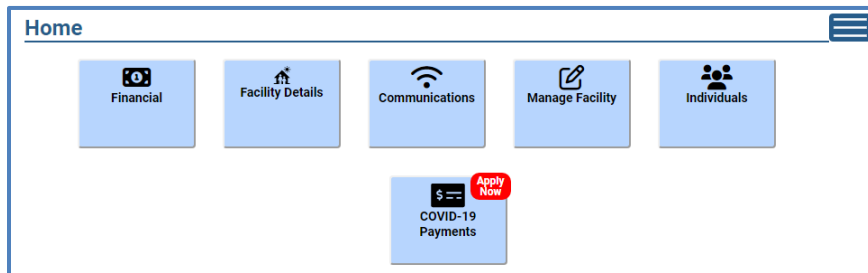 Home
Financial
Facility Details
Communications
Manage Facility
Individuals
Apply
Now
$
COVID-19
Payments